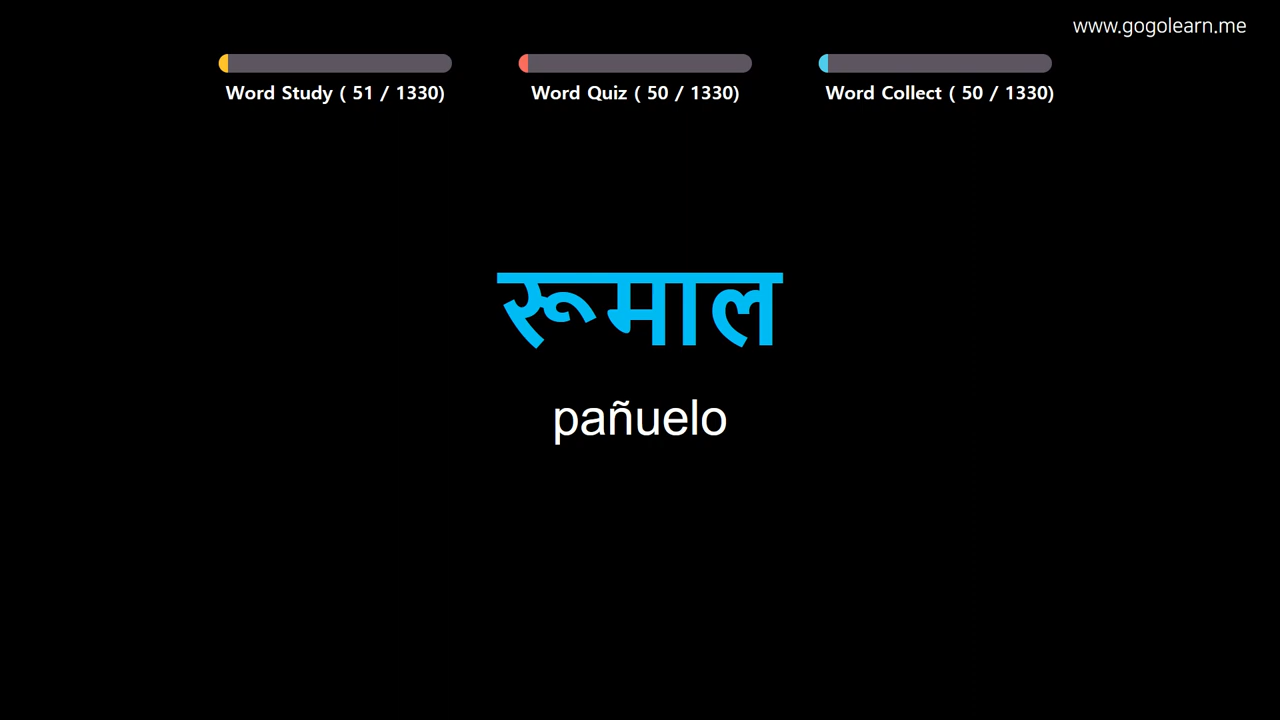 www.gogolearn.me
Word Study ( 51 / 1330)
Word Quiz ( 50 / 1330)
Word Collect ( 50 / 1330)
रूमाल
pañuelo